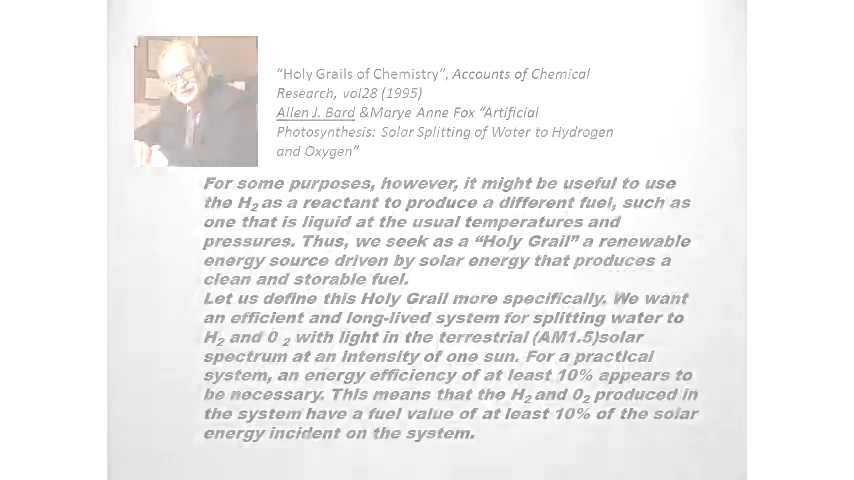 “Holy Grails of Chemistry”, Accounts of Chemical
Research, vol28 (1995)
Allen J. Bard &Marye Anne Fox “Artificial
Photosynthesis: Solar Splitting of Water to Hydrogen
and Oxygen”
For some purposes, however, it might be useful to use
the H2 as a reactant to produce a different fuel, such as
one that is liquid at the usual temperatures and
pressures. Thus, we seek as a “Holy Grail” a renewable
energy source driven by solar energy that produces a
clean and storable fuel.
Let us define this Holy Grail more specifically. We want
an efficient and long-lived system for splitting water to
H2 and 0 2 with light in the terrestrial (AM1.5)solar
spectrum at an intensity of one sun. For a practical
system, an energy efficiency of at least 10% appears to
be necessary. This means that the H2 and 02 produced in
the system have a fuel value of at least 10% of the solar
energy incident on the system.